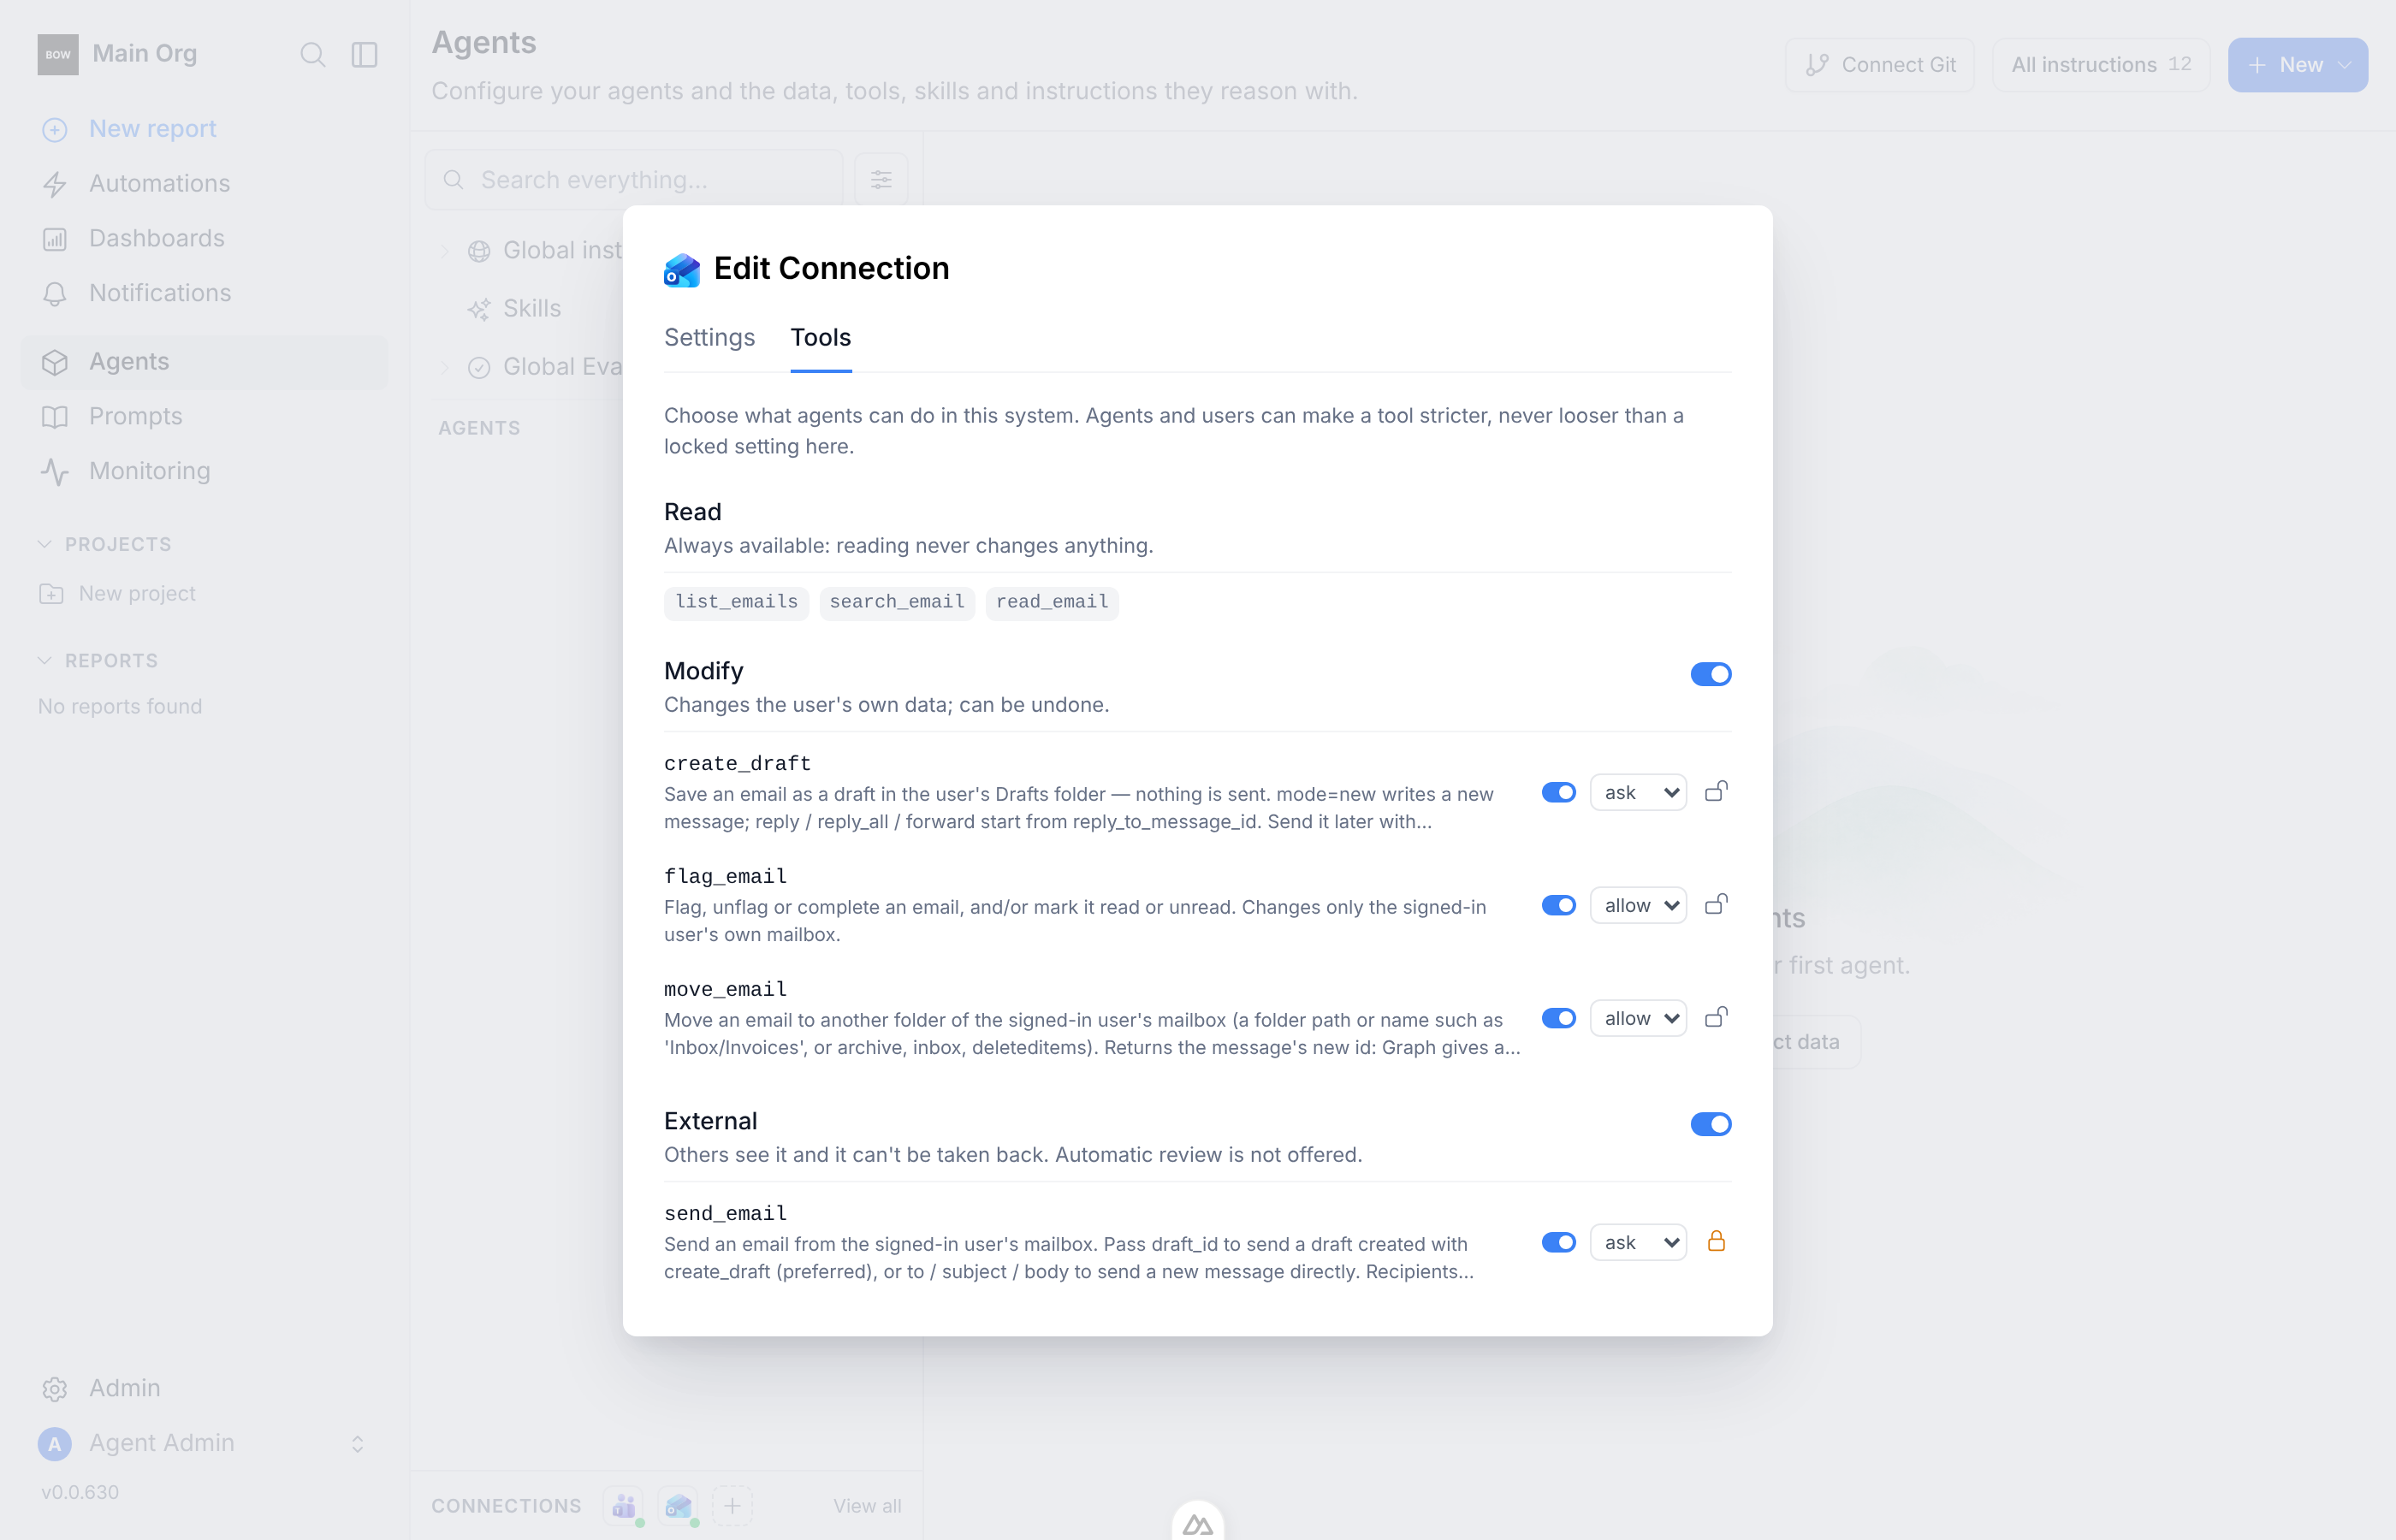 BOW
Main Org
New report
Automations
Dashboards
Notifications
Agents
Prompts
Monitoring
PROJECTS
New project
REPORTS
No reports found
Admin
A
Agent Admin
v0.0.630
Agents
Configure your agents and the data, tools, skills and instructions they reason with.
Connect Git
All instructions 12
New
Search everything...
Global inst
Skills
Global Eva
AGENTS
CONNECTIONS
View all
Edit Connection
Settings
Tools
Choose what agents can do in this system. Agents and users can make a tool stricter, never looser than a
locked setting here.
Read
Always available: reading never changes anything.
list_emails
search_email
read_email
Modify
Changes the user's own data; can be undone.
create_draft
Save an email as a draft in the user's Drafts folder — nothing is sent. mode=new writes a new
message; reply / reply_all / forward start from reply_to_message_id. Send it later with...
ask
flag_email
Flag, unflag or complete an email, and/or mark it read or unread. Changes only the signed-in
user's own mailbox.
allow
move_email
Move an email to another folder of the signed-in user's mailbox (a folder path or name such as
'Inbox/Invoices', or archive, inbox, deleteditems). Returns the message's new id: Graph gives a...
allow
External
Others see it and it can't be taken back. Automatic review is not offered.
send_email
Send an email from the signed-in user's mailbox. Pass draft_id to send a draft created with
create_draft (preferred), or to / subject / body to send a new message directly. Recipients...
ask
nts
r first agent.
ct data